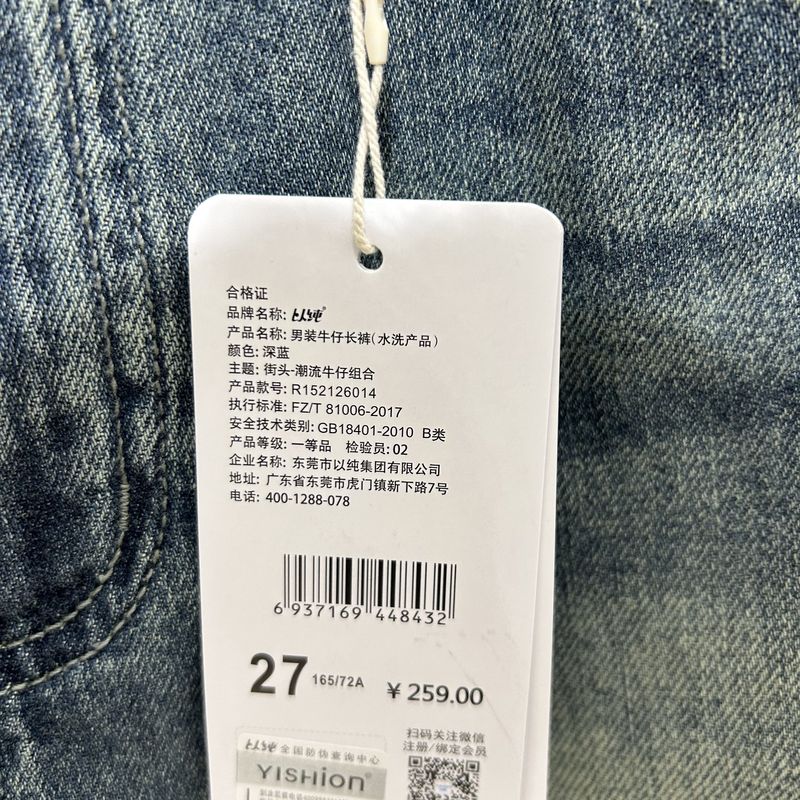 合格证
品牌名称: 以纯®
产品名称: 男装牛仔长裤(水洗产品)
颜色: 深蓝
主题: 街头-潮流牛仔组合
产品款号: R152126014
执行标准: FZ/T 81006-2017
安全技术类别: GB18401-2010 B类
产品等级: 一等品 检验员: 02
企业名称: 东莞市以纯集团有限公司
地址: 广东省东莞市虎门镇新下路7号
电话: 400-1288-078
6 937169 448432
27 165/72A ¥ 259.00
扫码关注微信
注册/绑定会员
以纯 全国防伪查询中心
YISHion®